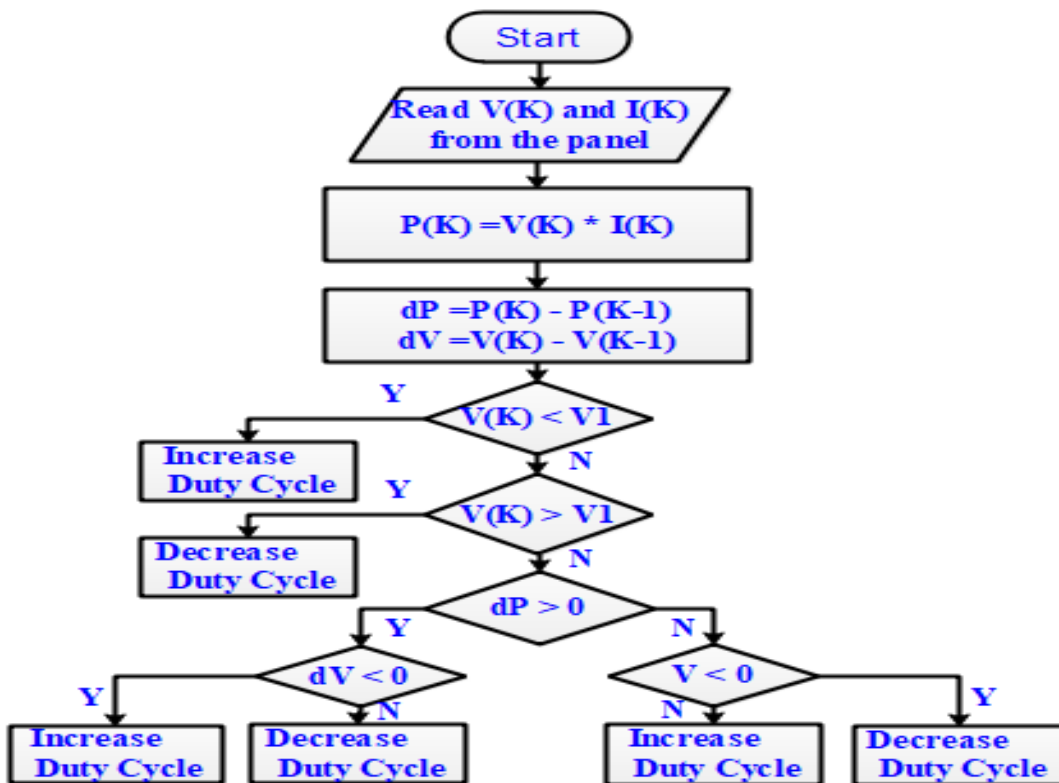 Start
Read V(K) and I(K)
from the panel
P(K) =V(K) * I(K)
dP =P(K) - P(K-1)
dV =V(K) - V(K-1)
Y
V(K) < V1
Increase
Duty Cycle
N
Y
V(K) > V1
Decrease
Duty Cycle
N
dP > 0
Y
N
dV < 0
V < 0
Y
N
N
Y
Increase
Duty Cycle
Decrease
Duty Cycle
Increase
Duty Cycle
Decrease
Duty Cycle